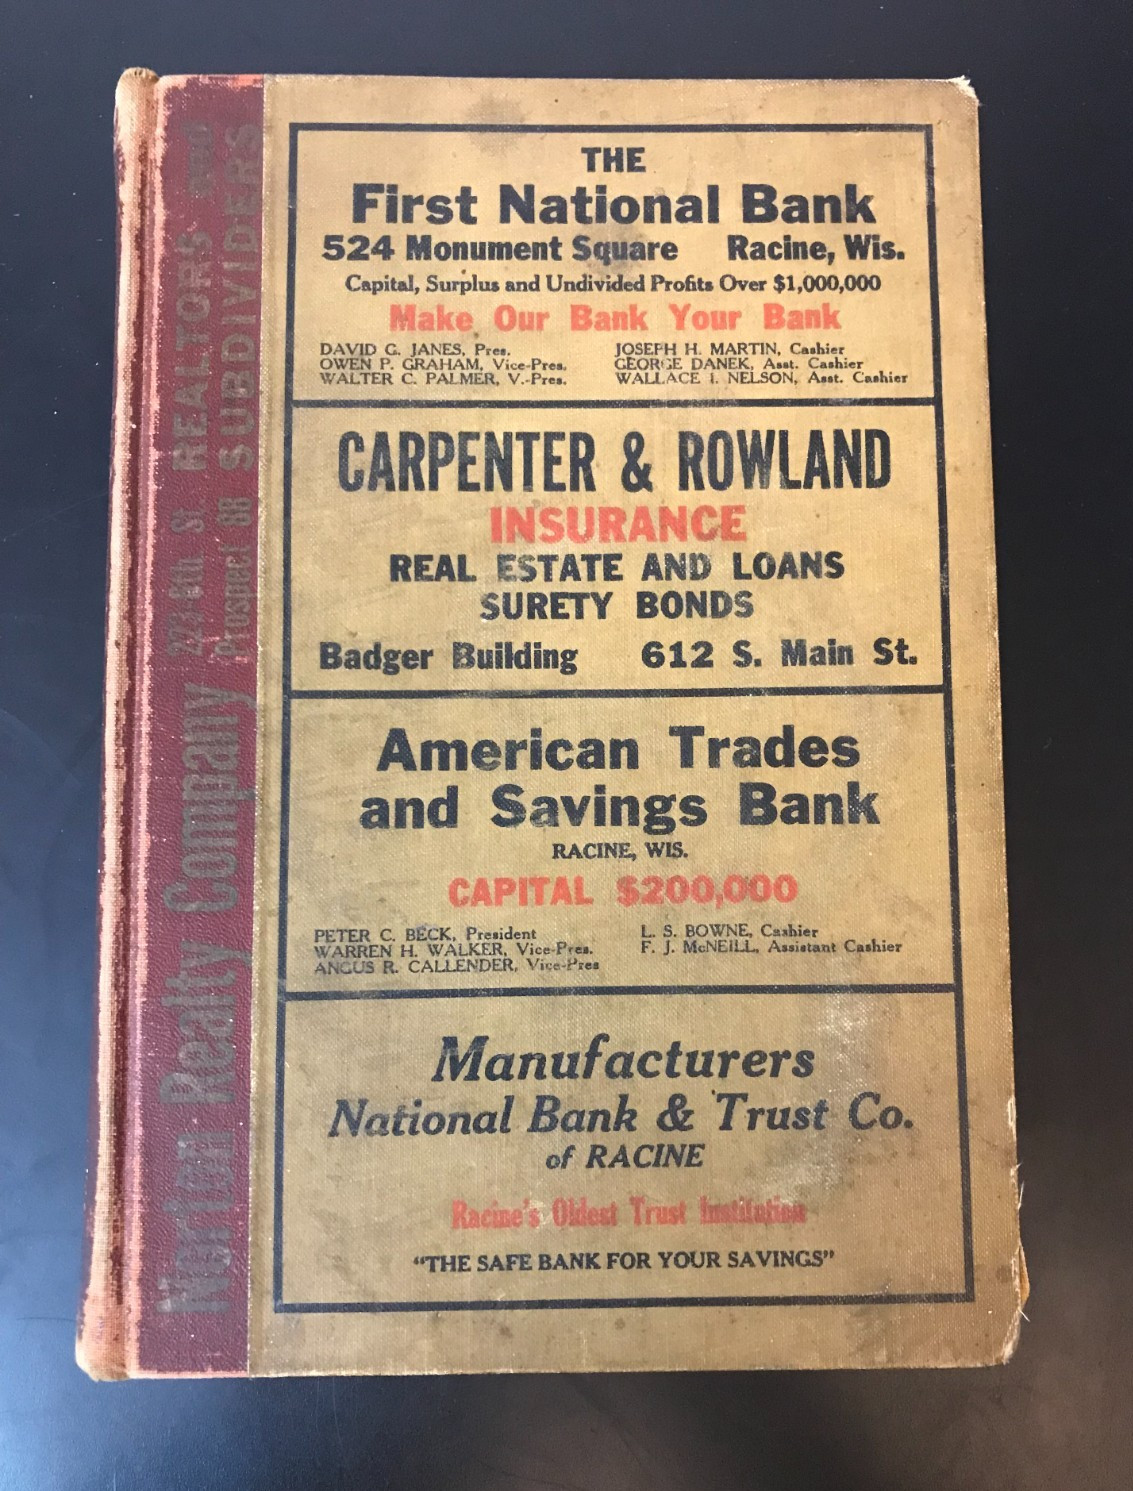 THE
First National Bank
524 Monument Square Racine, Wis.
Capital, Surplus and Undivided Profits Over $1,000,000
Make Our Bank Your Bank
DAVID G. JANES, Pres. JOSEPH H. MARTIN, Cashier
OWEN P. GRAHAM, Vice-Pres. GEORGE DANEK, Asst. Cashier
WALTER C. PALMER, V.-Pres. WALLACE I. NELSON, Asst. Cashier
CARPENTER & ROWLAND
INSURANCE
REAL ESTATE AND LOANS
SURETY BONDS
Badger Building 612 S. Main St.
American Trades
and Savings Bank
RACINE, WIS.
CAPITAL $200,000
PETER C. BECK, President L. S. BOWNE, Cashier
WARREN H. WALKER, Vice-Pres. F. J. McNEILL, Assistant Cashier
ANGUS R. CALLENDER, Vice-Pres
Manufacturers
National Bank & Trust Co.
of RACINE
Racine's Oldest Trust Institution
"THE SAFE BANK FOR YOUR SAVINGS"
Realty Company
REALTORS and
Prospect
SUBDIVIDERS